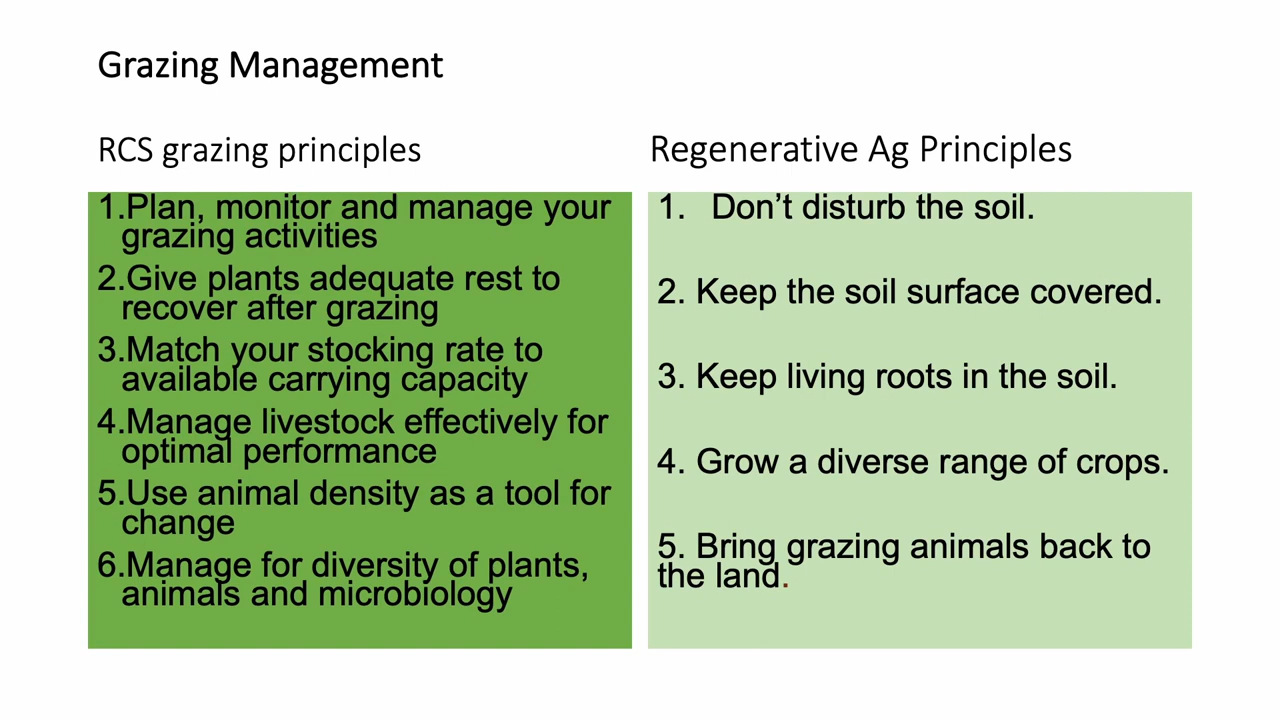 Grazing Management
RCS grazing principles
1.Plan, monitor and manage your
grazing activities
2.Give plants adequate rest to
recover after grazing
3.Match your stocking rate to
available carrying capacity
4.Manage livestock effectively for
optimal performance
5.Use animal density as a tool for
change
6.Manage for diversity of plants,
animals and microbiology
Regenerative Ag Principles
1. Don’t disturb the soil.
2. Keep the soil surface covered.
3. Keep living roots in the soil.
4. Grow a diverse range of crops.
5. Bring grazing animals back to
the land.